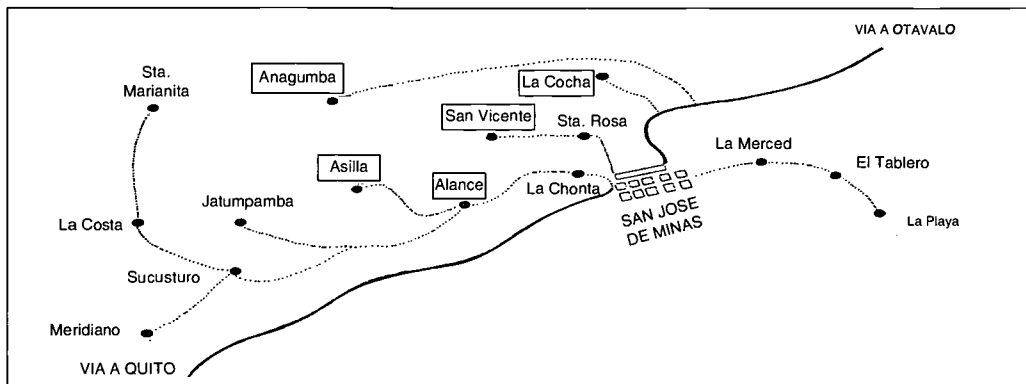 VIA A OTAVALO
Sta.
Marianita
Anagumba
La Cocha
San Vicente
Sta. Rosa
La Merced
El Tablero
Asilla
Alance
La Chonta
Jatumpamba
La Costa
SAN JOSE
DE MINAS
La Playa
Sucusturo
Meridiano
VIA A QUITO